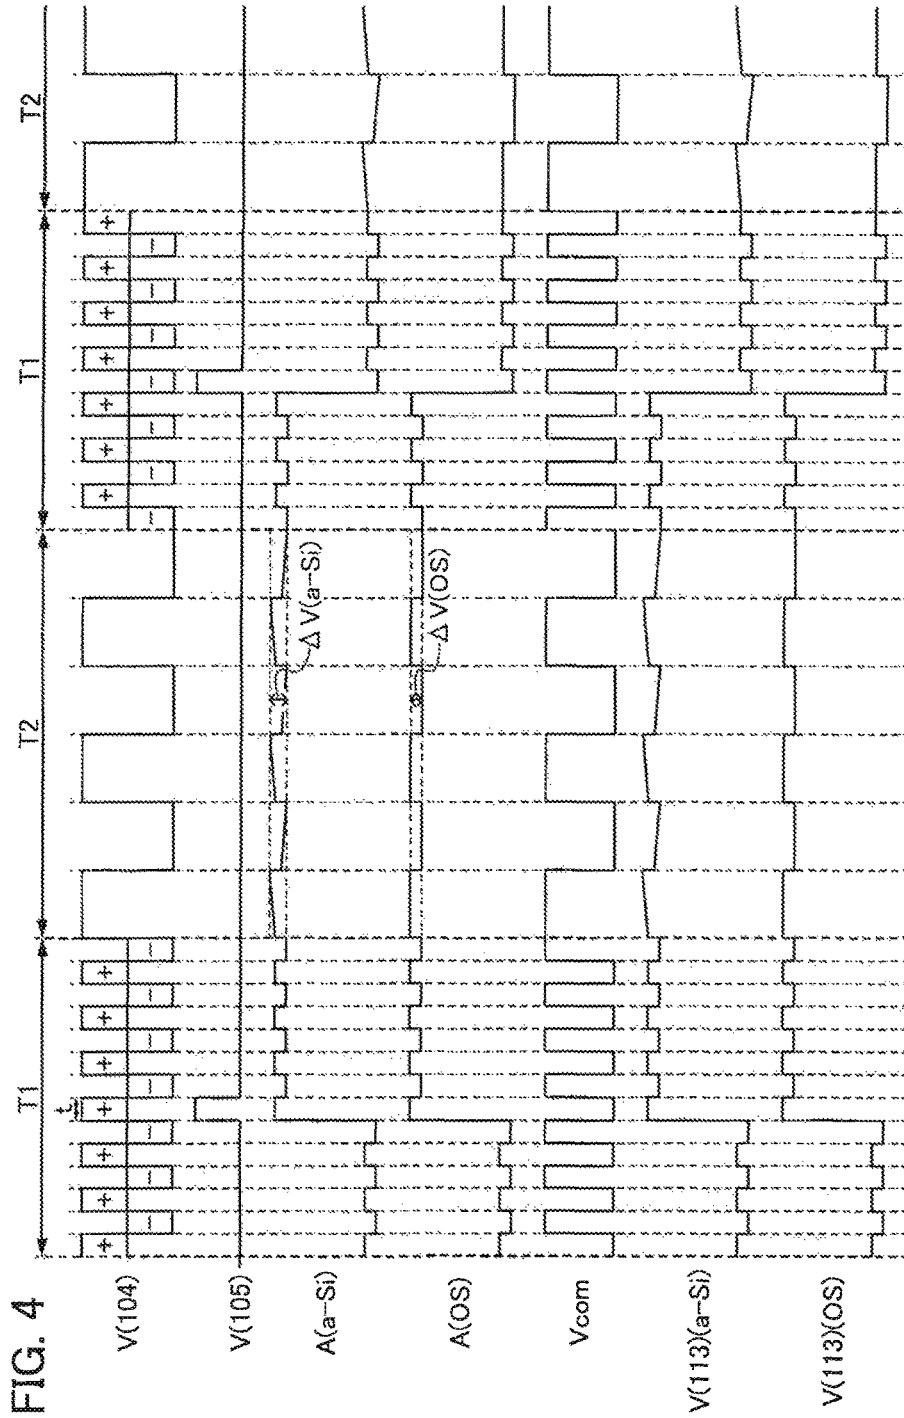 FIG. 4
T1
T2
T1
T2
t
V(104)
+ − + − + − + − + − + − + −
− + − + − + − + − + − + − +
V(105)
A(a-Si)
ΔV(a-Si)
A(OS)
ΔV(OS)
Vcom
V(113)(a-Si)
V(113)(OS)